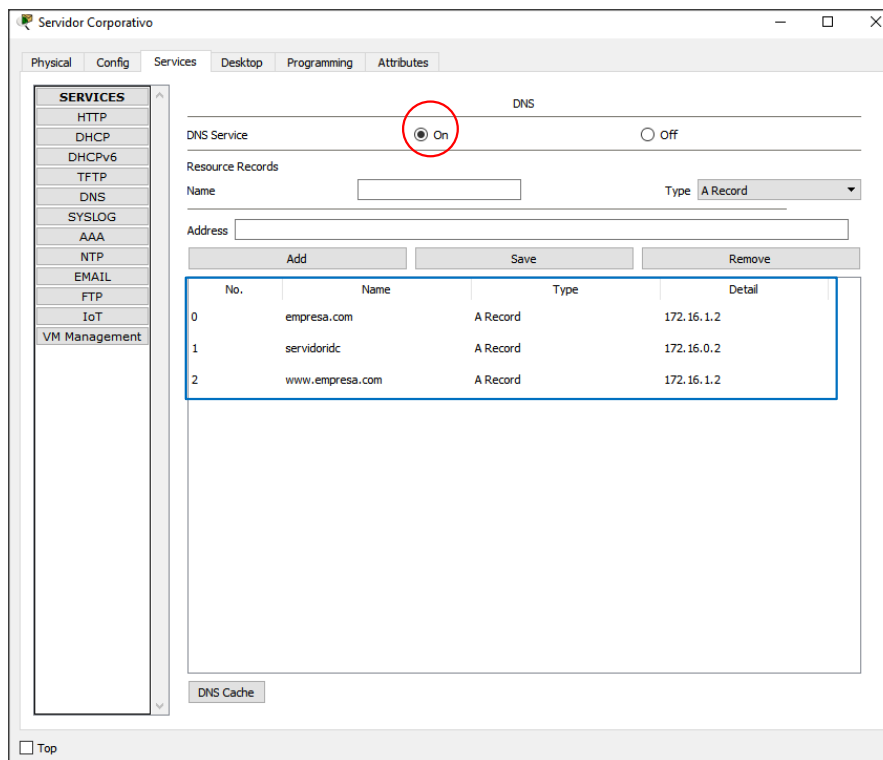 Servidor Corporativo
Physical Config Services Desktop Programming Attributes
SERVICES
HTTP
DHCP
DHCPv6
TFTP
DNS
SYSLOG
AAA
NTP
EMAIL
FTP
IoT
VM Management
DNS
DNS Service On Off
Resource Records
Name Type A Record
Address
Add Save Remove
No. Name Type Detail
0 empresa.com A Record 172.16.1.2
1 servidoridc A Record 172.16.0.2
2 www.empresa.com A Record 172.16.1.2
DNS Cache
Top